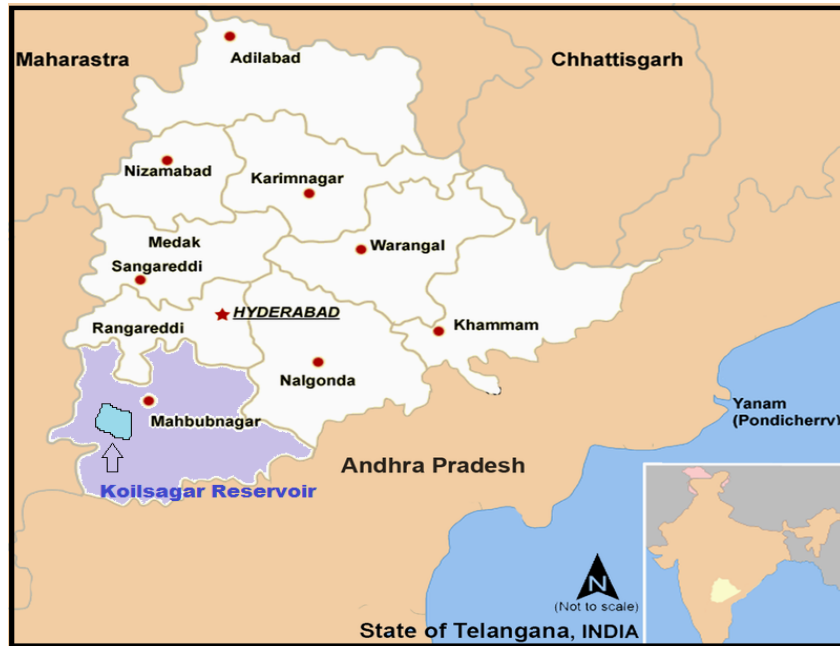 Adilabad
Maharastra
Chhattisgarh
Nizamabad
Karimnagar
Medak
Warangal
Sangareddi
HYDERABAD
Rangareddi
Khammam
Nalgonda
Mahbubnagar
Yanam
(Pondicherrv)
Andhra Pradesh
Koilsagar Reservoir
N
(Not to scale)
State of Telangana, INDIA